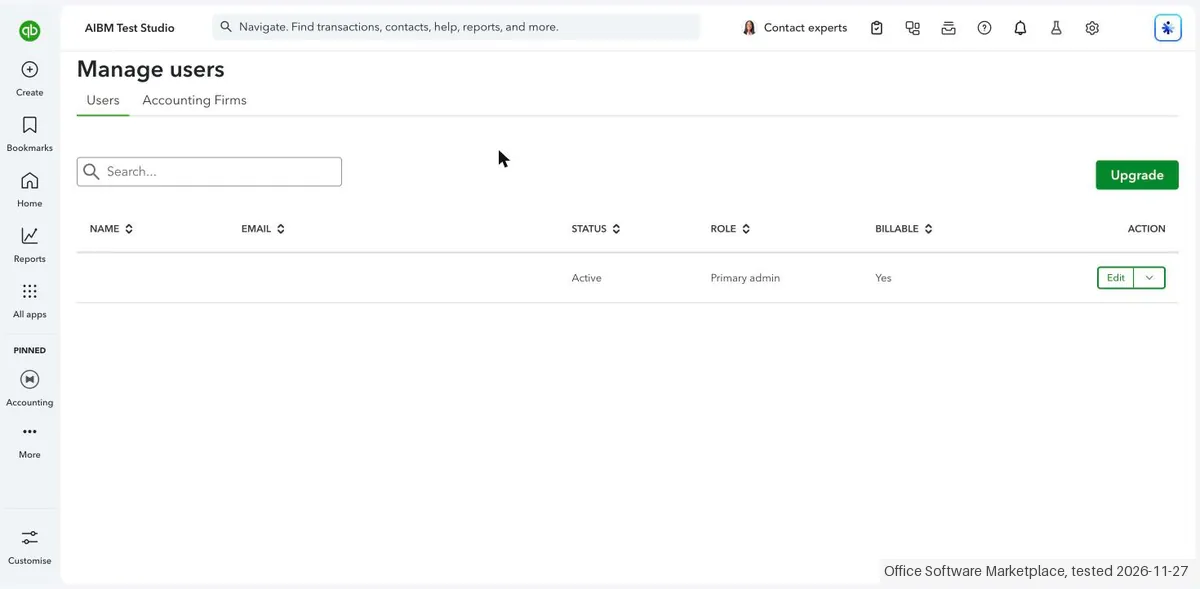 qb
AIBM Test Studio
Navigate. Find transactions, contacts, help, reports, and more.
Contact experts
Create
Bookmarks
Home
Reports
All apps
PINNED
Accounting
More
Customise
Manage users
Users Accounting Firms
Search...
Upgrade
NAME EMAIL STATUS ROLE BILLABLE ACTION
Active Primary admin Yes Edit
Office Software Marketplace, tested 2026-11-27